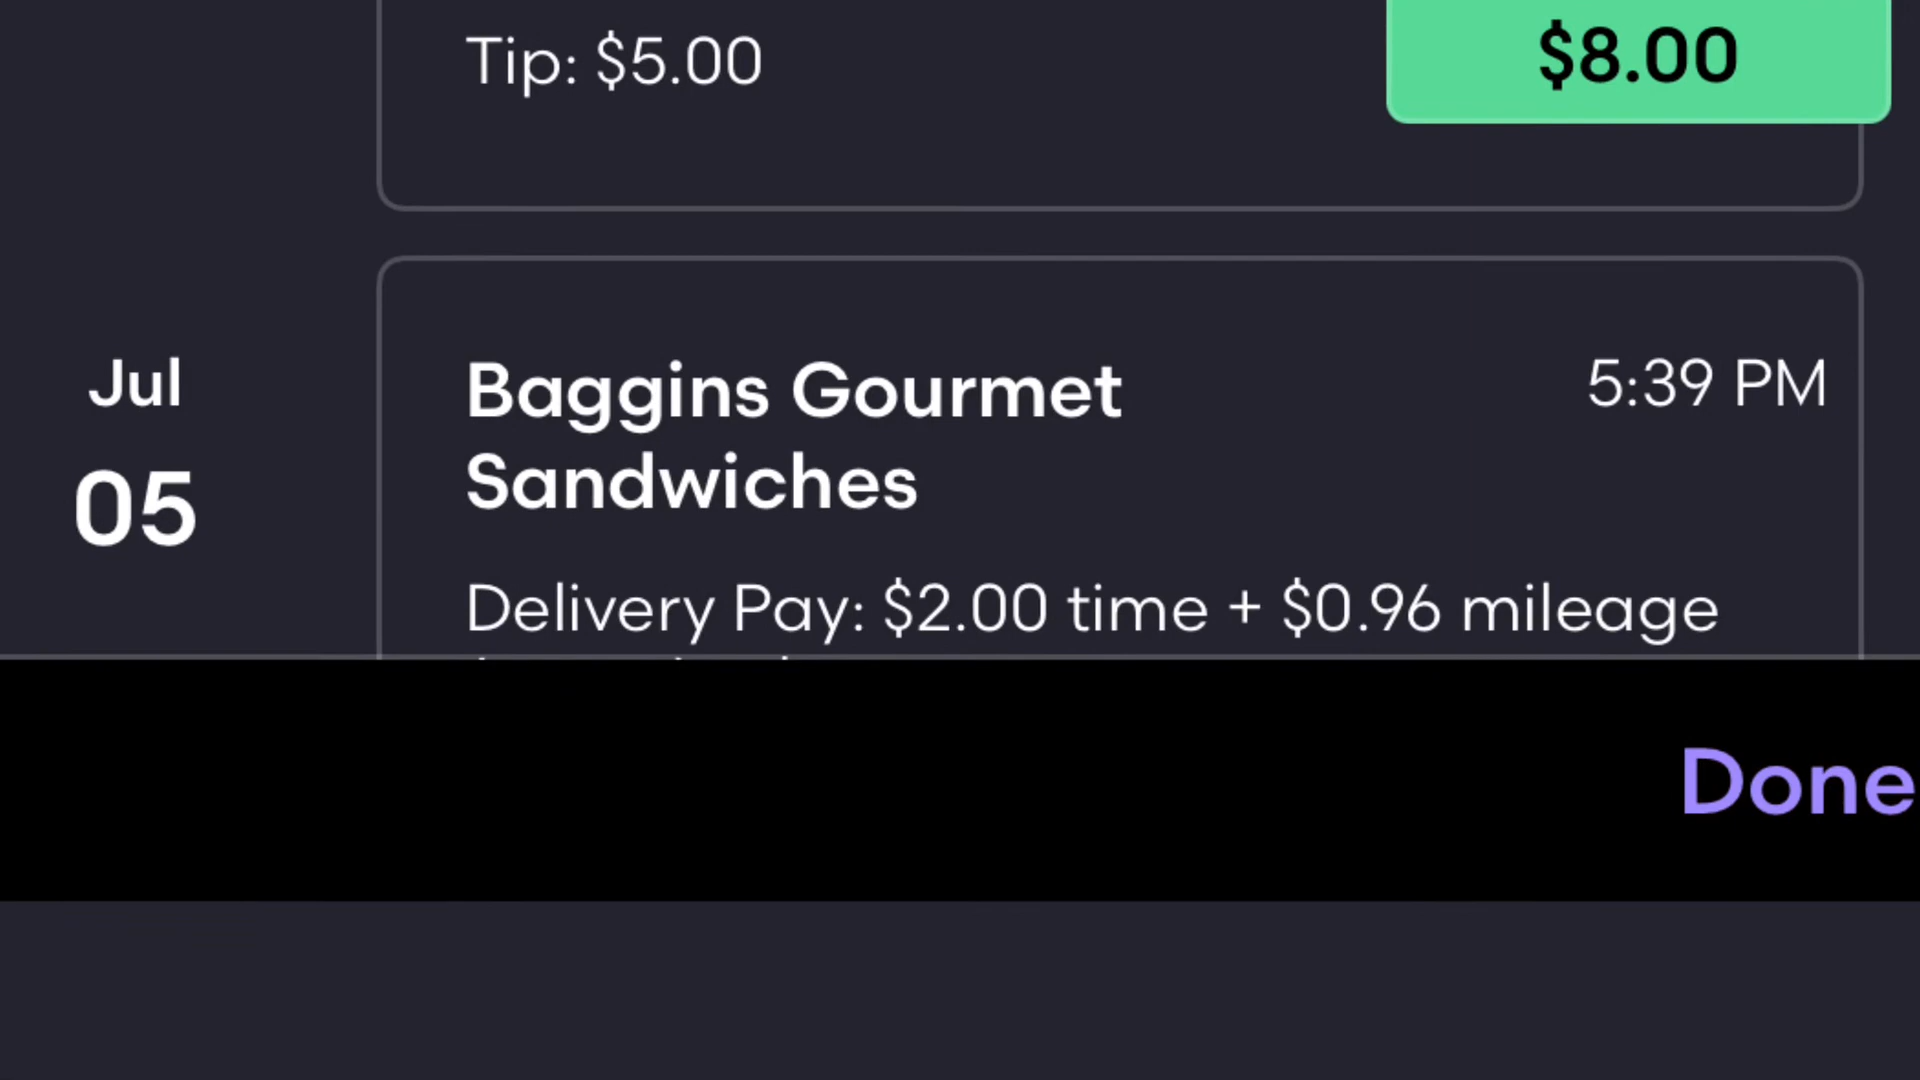 Tip: $5.00
$8.00
Jul
05
Baggins Gourmet
Sandwiches
5:39 PM
Delivery Pay: $2.00 time + $0.96 mileage
Done